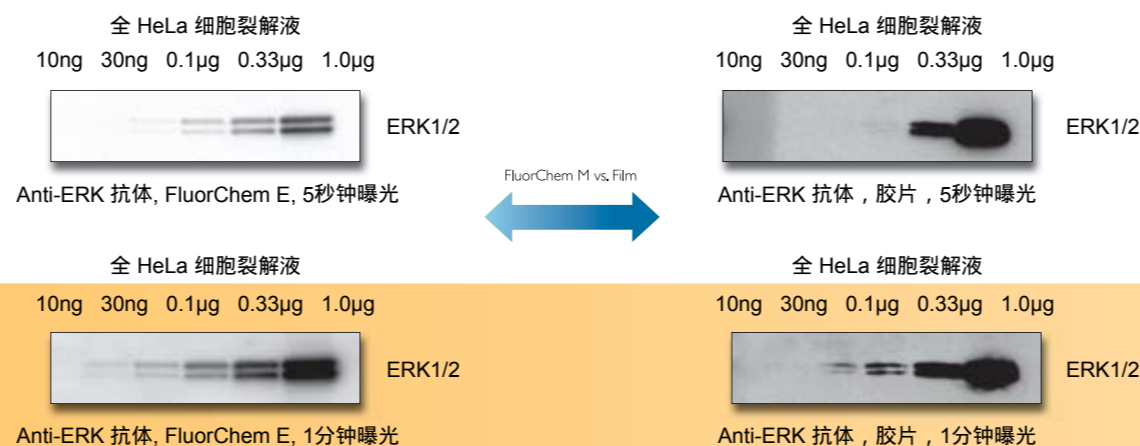 全 HeLa 细胞裂解液
10ng 30ng 0.1μg 0.33μg 1.0μg
ERK1/2
Anti-ERK 抗体, FluorChem E, 5秒钟曝光
全 HeLa 细胞裂解液
10ng 30ng 0.1μg 0.33μg 1.0μg
ERK1/2
Anti-ERK 抗体，胶片，5秒钟曝光
FluorChem M vs. Film
全 HeLa 细胞裂解液
10ng 30ng 0.1μg 0.33μg 1.0μg
ERK1/2
Anti-ERK 抗体, FluorChem E, 1分钟曝光
全 HeLa 细胞裂解液
10ng 30ng 0.1μg 0.33μg 1.0μg
ERK1/2
Anti-ERK 抗体，胶片，1分钟曝光